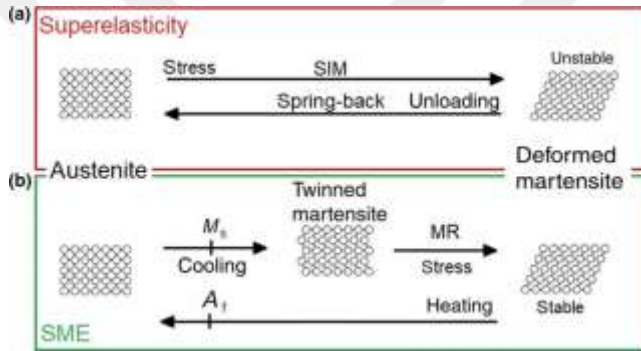 (a)
Superelasticity
Stress SIM
Unstable
Spring-back Unloading
Austenite
Deformed
martensite
(b)
Twinned
martensite
Ms
MR
Cooling
Stress
Af
Heating
Stable
SME